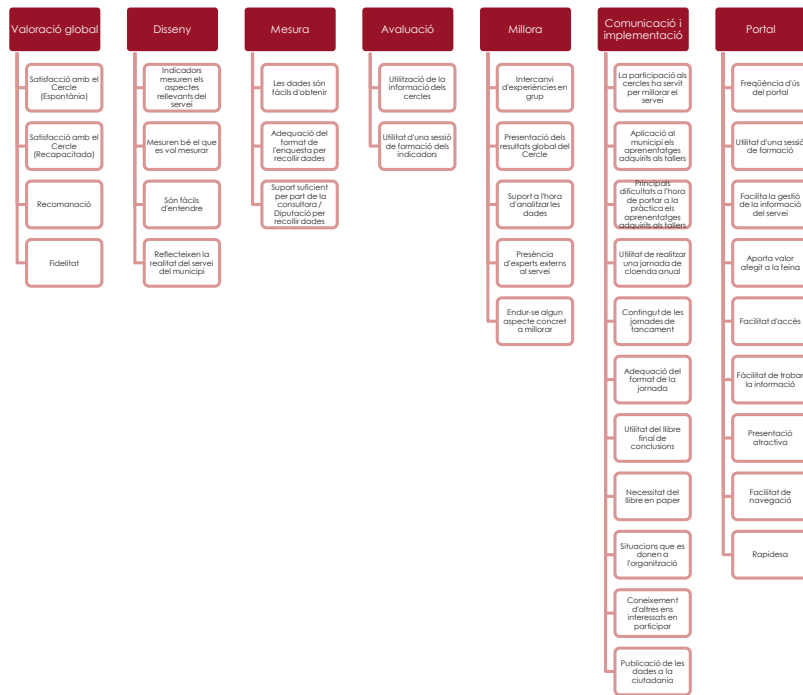 Valoració global
Satisfacció amb el
Cercle
(Espontània)
Satisfacció amb el
Cercle
(Recapacitada)
Recomanació
Fidelitat
Disseny
Indicadors
mesuren els
aspectes
rellevants del
servei
Mesuren bé el que
es vol mesurar
Són fàcils
d'entendre
Reflecteixen la
realitat del servei
del municipi
Mesura
Les dades són
fàcils d'obtenir
Adequació del
format de
l'enquesta per
recollir dades
Suport suficient
per part de la
consultora /
Diputació per
recollir dades
Avaluació
Utilització de la
informació dels
cercles
Utilitat d'una sessió
de formació dels
indicadors
Millora
Intercanvi
d'experiències en
grup
Presentació dels
resultats global del
Cercle
Suport a l'hora
d'analitzar les
dades
Presència
d'experts externs
al servei
Endur-se algun
aspecte concret
a millorar
Comunicació i
implementació
La participació als
cercles ha servit
per millorar el
servei
Aplicació al
municipi els
aprenentatges
adquirits als tallers
Principals
dificultats a l'hora
de portar a la
pràctica els
aprenentatges
adquirits als tallers
Utilitat de realitzar
una jornada de
cloenda anual
Contingut de les
jornades de
tancament
Adequació del
format de la
jornada
Utilitat del llibre
final de
conclusions
Necessitat del
llibre en paper
Situacions que es
donen a
l'organització
Coneixement
d'altres ens
interessats en
participar
Publicació de les
dades a la
ciutadania
Portal
Freqüència d'ús
del portal
Utilitat d'una sessió
de formació
Facilita la gestió
de la informació
del servei
Aporta valor
afegit a la feina
Facilitat d'accés
Fàcilitat de trobar
la informació
Presentació
atractiva
Facilitat de
navegació
Rapidesa